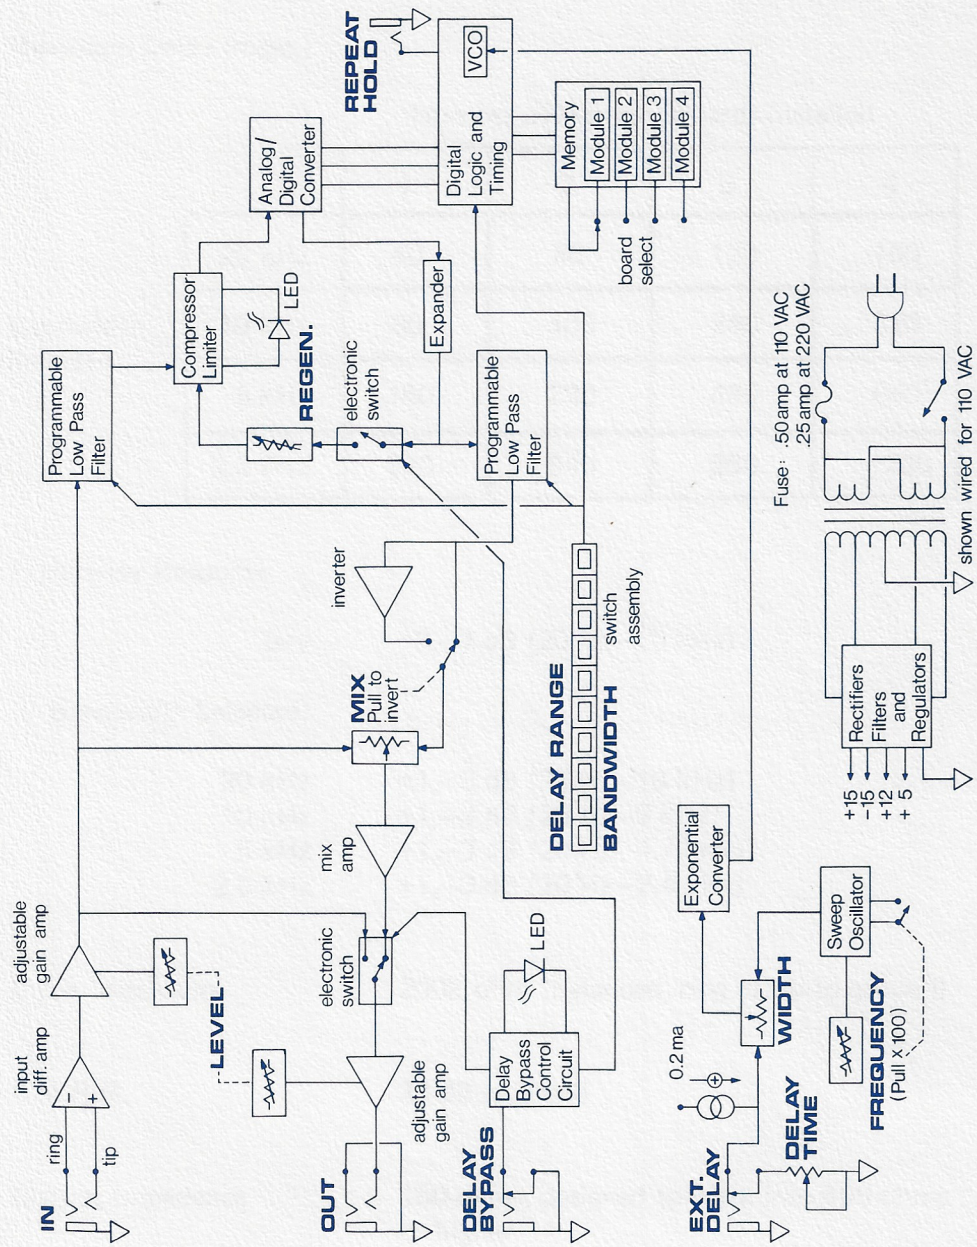 IN
ring
tip
input
diff. amp
−
+
adjustable
gain amp
LEVEL
Programmable
Low Pass
Filter
Compressor
Limiter
LED
REGEN.
electronic
switch
Analog/
Digital
Converter
REPEAT
HOLD
Digital
Logic and
Timing
VCO
Memory
Module 1
Module 2
Module 3
Module 4
board
select
Expander
Programmable
Low Pass
Filter
inverter
MIX
Pull to
invert
mix
amp
electronic
switch
adjustable
gain amp
OUT
DELAY
BYPASS
Delay
Bypass
Control
Circuit
LED
DELAY RANGE
BANDWIDTH
switch
assembly
EXT.
DELAY
0.2 ma
+
DELAY
TIME
WIDTH
Exponential
Converter
Sweep
Oscillator
FREQUENCY
(Pull x 100)
+15
−15
+12
+ 5
Rectifiers
Filters
and
Regulators
Fuse: .50amp at 110 VAC
.25amp at 220 VAC
shown wired for 110 VAC